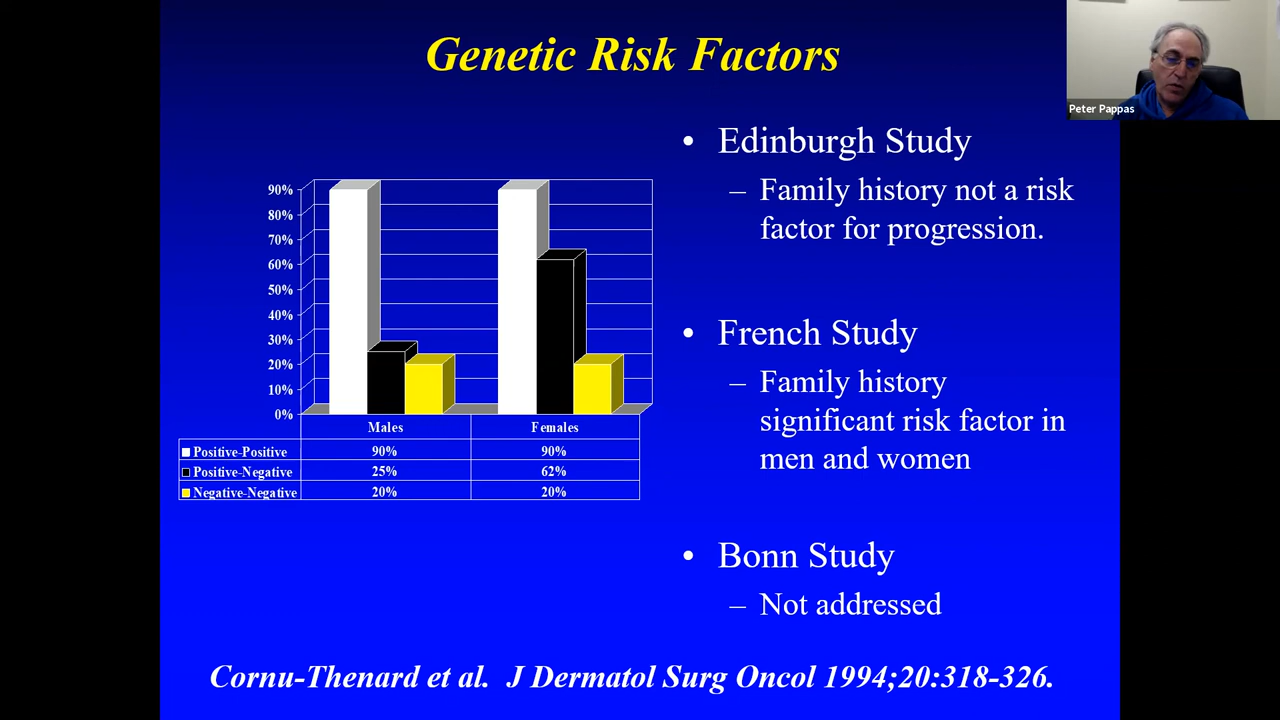 Genetic Risk Factors
Peter Pappas
90%
80%
70%
60%
50%
40%
30%
20%
10%
0%
Males Females
Positive-Positive 90% 90%
Positive-Negative 25% 62%
Negative-Negative 20% 20%
• Edinburgh Study
– Family history not a risk
factor for progression.
• French Study
– Family history
significant risk factor in
men and women
• Bonn Study
– Not addressed
Cornu-Thenard et al. J Dermatol Surg Oncol 1994;20:318-326.